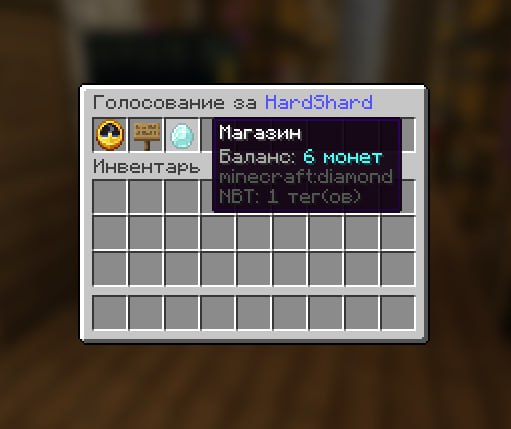 Голосование за HardShard
Магазин
Баланс: 6 монет
Инвентарь
minecraft:diamond
NBT: 1 тег(ов)